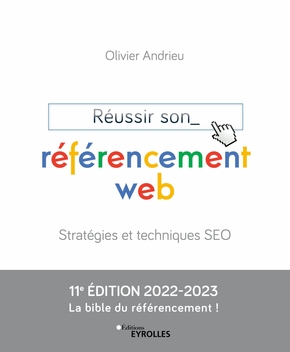 Olivier Andrieu
Réussir son_
référencement
web
Stratégies et techniques SEO
11e ÉDITION 2022-2023
La bible du référencement !
Éditions
EYROLLES